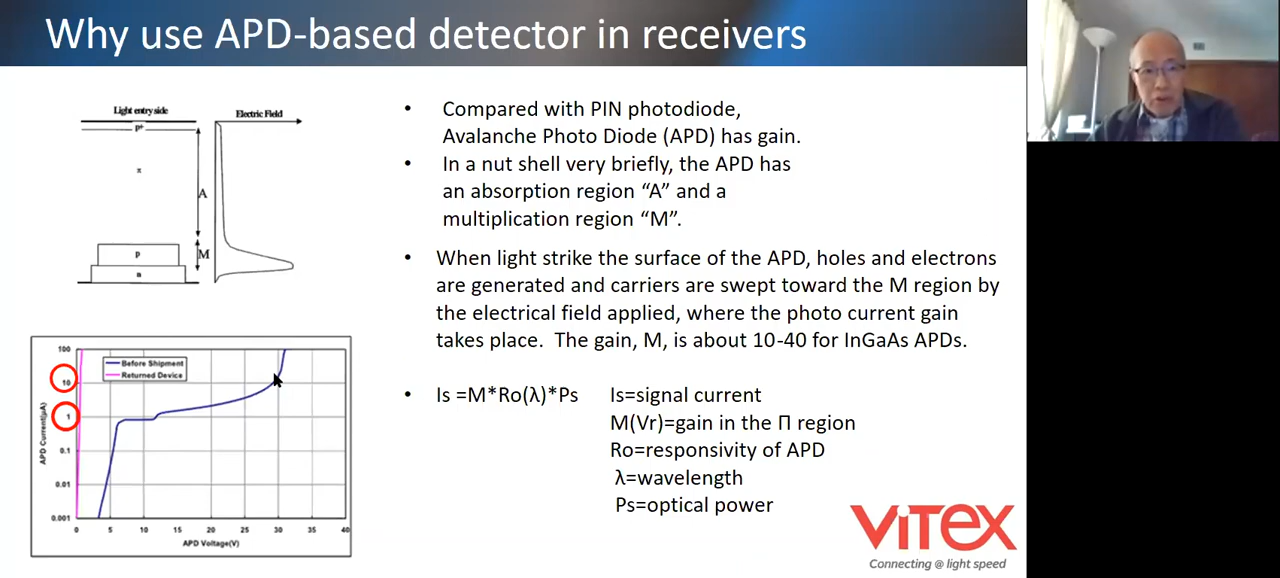 Why use APD-based detector in receivers
Light entry side
Electric Field
p+
π
A
M
p
n
• Compared with PIN photodiode,
Avalanche Photo Diode (APD) has gain.
• In a nut shell very briefly, the APD has
an absorption region “A” and a
multiplication region “M”.
• When light strike the surface of the APD, holes and electrons
are generated and carriers are swept toward the M region by
the electrical field applied, where the photo current gain
takes place. The gain, M, is about 10-40 for InGaAs APDs.
• Is =M*Ro(λ)*Ps
Is=signal current
M(Vr)=gain in the Π region
Ro=responsivity of APD
λ=wavelength
Ps=optical power
Before Shipment
Returned Device
APD Current(μA)
100
10
1
0.1
0.01
0.001
0 5 10 15 20 25 30 35 40
APD Voltage(V)
ViTEX
Connecting @ light speed